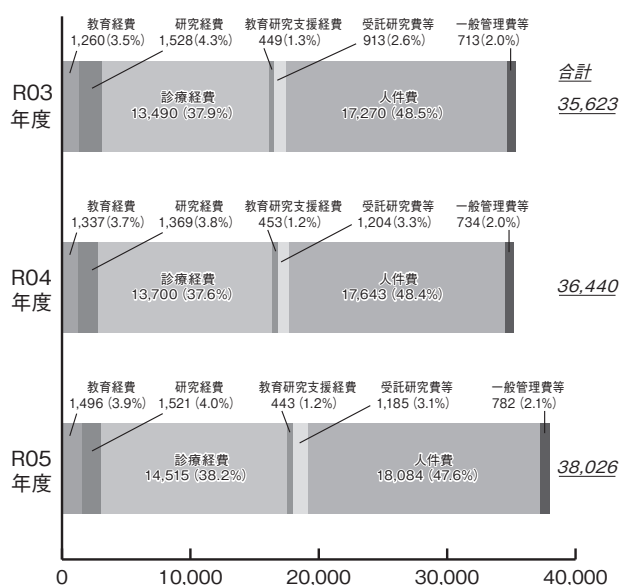 教育経費 研究経費 教育研究支援経費 受託研究費等 一般管理費等
1,260(3.5%) 1,528(4.3%) 449(1.3%) 913(2.6%) 713(2.0%)
合計
R03
年度
診療経費
13,490(37.9%)
人件費
17,270(48.5%)
35,623
教育経費 研究経費 教育研究支援経費 受託研究費等 一般管理費等
1,337(3.7%) 1,369(3.8%) 453(1.2%) 1,204(3.3%) 734(2.0%)
R04
年度
診療経費
13,700(37.6%)
人件費
17,643(48.4%)
36,440
教育経費 研究経費 教育研究支援経費 受託研究費等 一般管理費等
1,496(3.9%) 1,521(4.0%) 443(1.2%) 1,185(3.1%) 782(2.1%)
R05
年度
診療経費
14,515(38.2%)
人件費
18,084(47.6%)
38,026
0 10,000 20,000 30,000 40,000